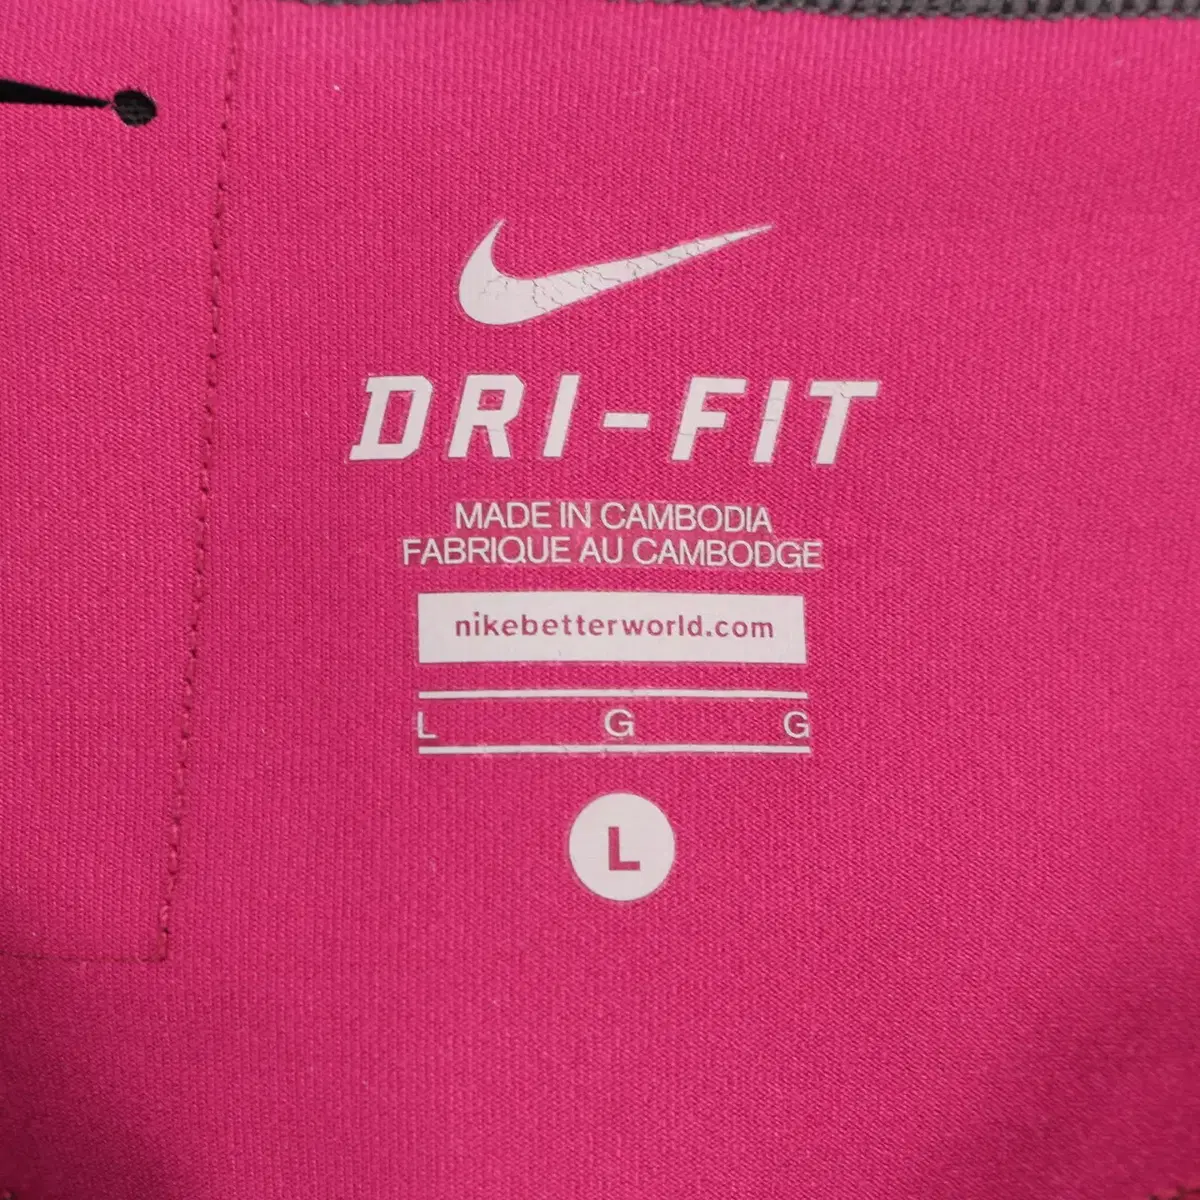 DRI-FIT
MADE IN CAMBODIA
FABRIQUE AU CAMBODGE
nikebetterworld.com
L G G
L